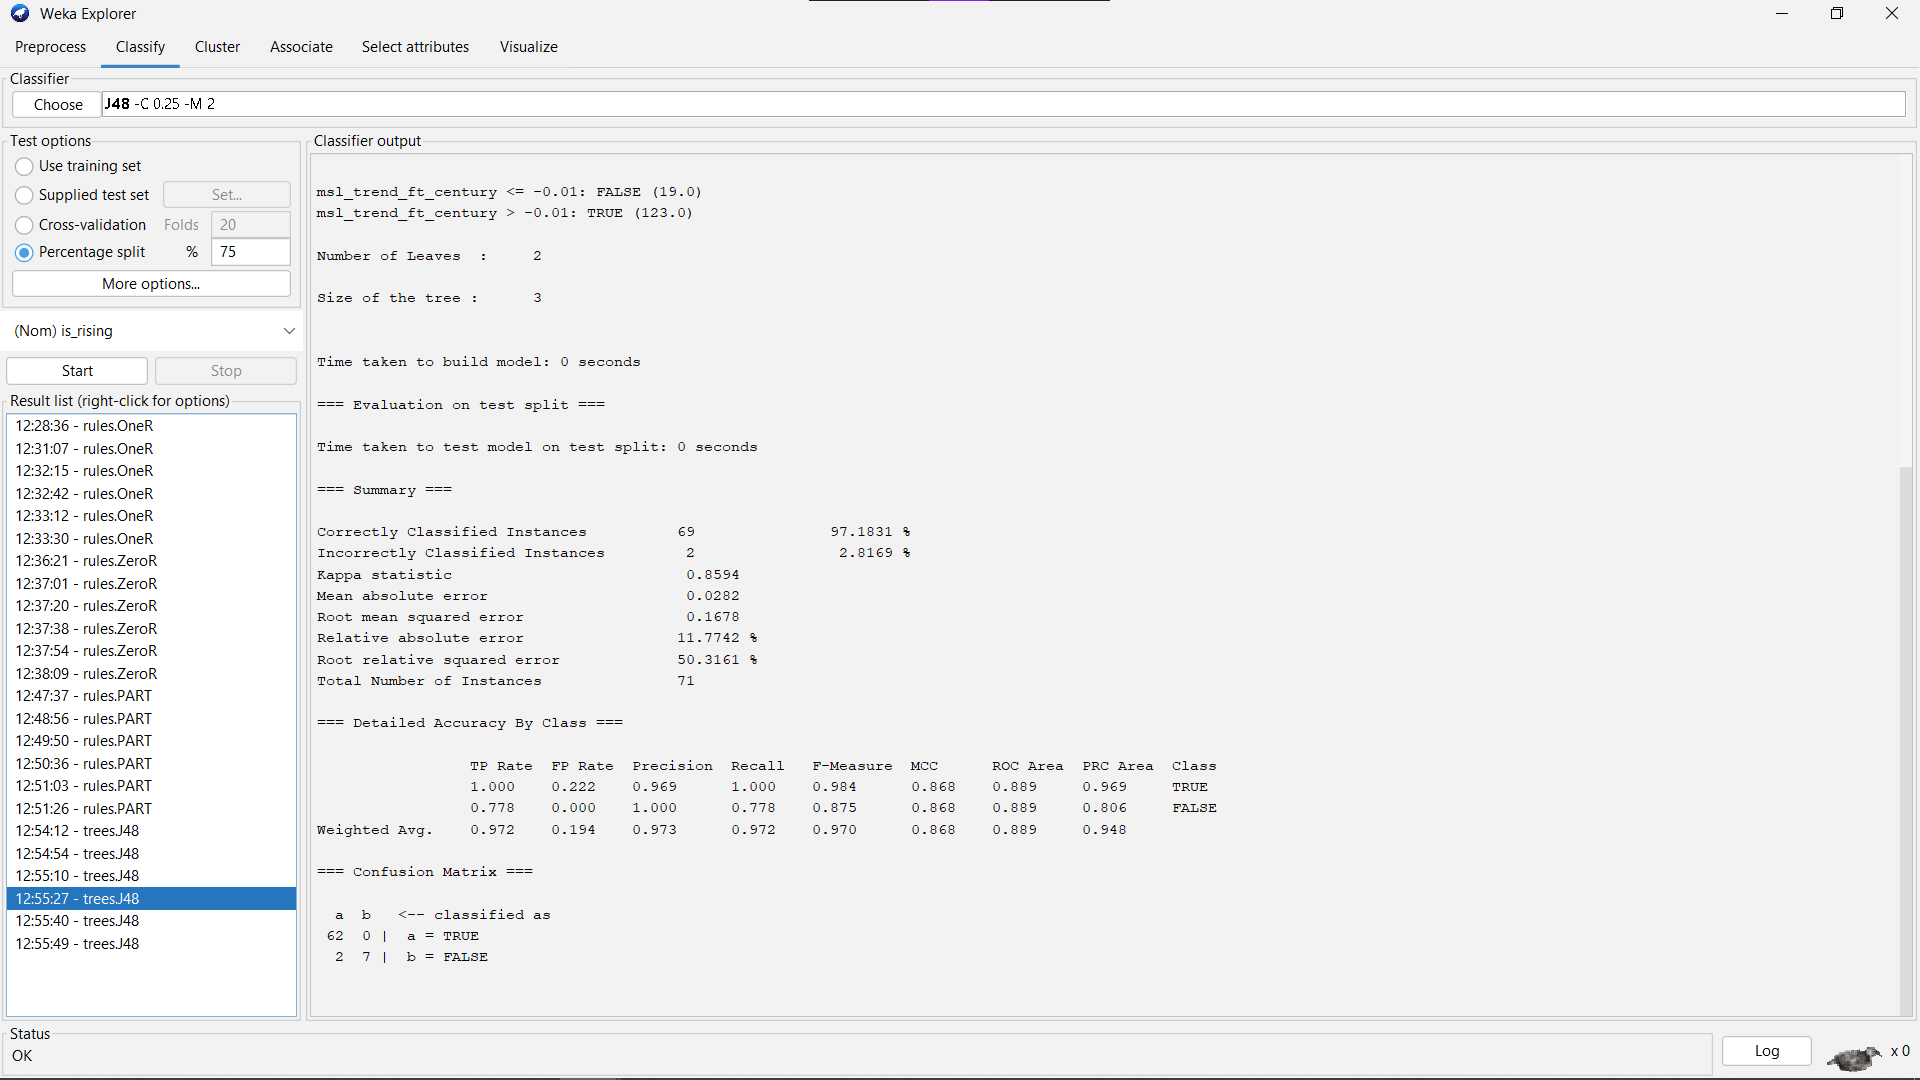 Weka Explorer
Preprocess Classify Cluster Associate Select attributes Visualize
Classifier
Choose J48 -C 0.25 -M 2
Test options
Use training set
Supplied test set Set...
Cross-validation Folds 20
Percentage split % 75
More options...
(Nom) is_rising
Start Stop
Result list (right-click for options)
12:28:36 - rules.OneR
12:31:07 - rules.OneR
12:32:15 - rules.OneR
12:32:42 - rules.OneR
12:33:12 - rules.OneR
12:33:30 - rules.OneR
12:36:21 - rules.ZeroR
12:37:01 - rules.ZeroR
12:37:20 - rules.ZeroR
12:37:38 - rules.ZeroR
12:37:54 - rules.ZeroR
12:38:09 - rules.ZeroR
12:47:37 - rules.PART
12:48:56 - rules.PART
12:49:50 - rules.PART
12:50:36 - rules.PART
12:51:03 - rules.PART
12:51:26 - rules.PART
12:54:12 - trees.J48
12:54:54 - trees.J48
12:55:10 - trees.J48
12:55:27 - trees.J48
12:55:40 - trees.J48
12:55:49 - trees.J48
Classifier output
msl_trend_ft_century <= -0.01: FALSE (19.0)
msl_trend_ft_century > -0.01: TRUE (123.0)
Number of Leaves : 2
Size of the tree : 3
Time taken to build model: 0 seconds
=== Evaluation on test split ===
Time taken to test model on test split: 0 seconds
=== Summary ===
Correctly Classified Instances 69 97.1831 %
Incorrectly Classified Instances 2 2.8169 %
Kappa statistic 0.8594
Mean absolute error 0.0282
Root mean squared error 0.1678
Relative absolute error 11.7742 %
Root relative squared error 50.3161 %
Total Number of Instances 71
=== Detailed Accuracy By Class ===
TP Rate FP Rate Precision Recall F-Measure MCC ROC Area PRC Area Class
1.000 0.222 0.969 1.000 0.984 0.868 0.889 0.969 TRUE
0.778 0.000 1.000 0.778 0.875 0.868 0.889 0.806 FALSE
Weighted Avg. 0.972 0.194 0.973 0.972 0.970 0.868 0.889 0.948
=== Confusion Matrix ===
a b <-- classified as
62 0 | a = TRUE
2 7 | b = FALSE
Status
OK
Log x 0